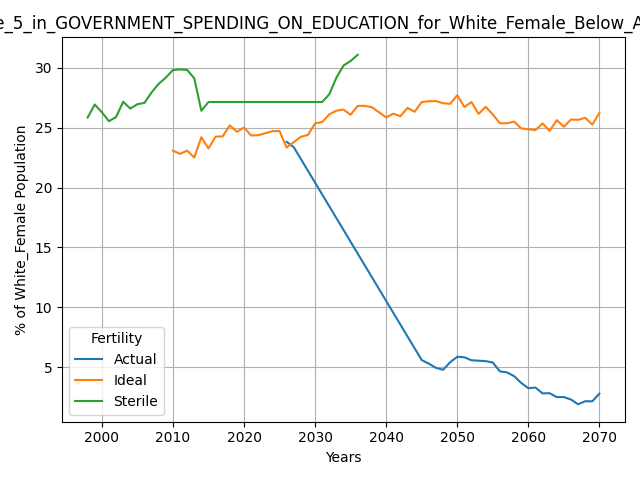 e_5_in_GOVERNMENT_SPENDING_ON_EDUCATION_for_White_Female_Below_A
% of White_Female Population
30
25
20
15
10
5
Fertility
Actual
Ideal
Sterile
2000 2010 2020 2030 2040 2050 2060 2070
Years